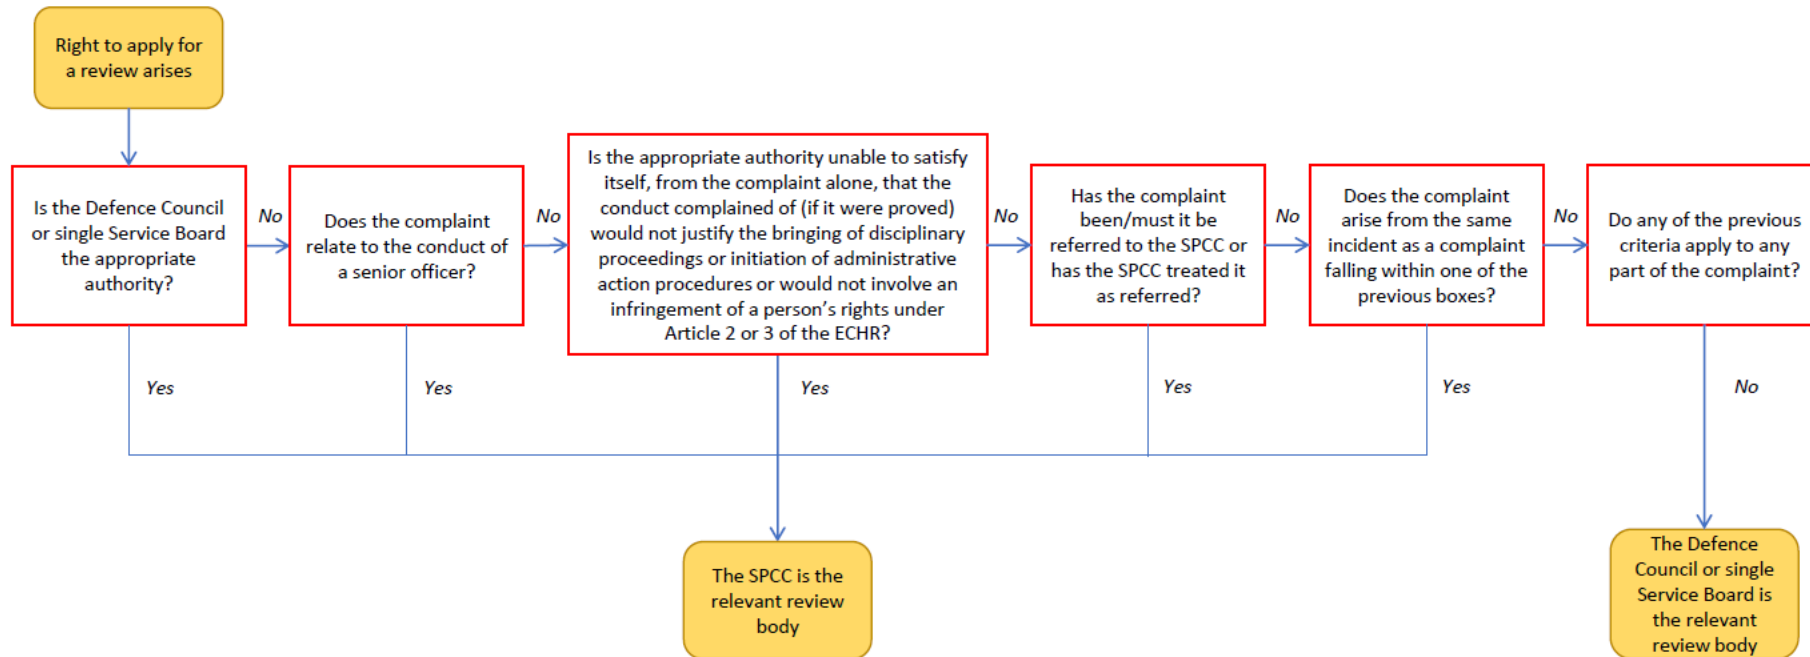 Right to apply for
a review arises
Is the Defence Council
or single Service Board
the appropriate
authority?
No
Yes
Does the complaint
relate to the conduct of
a senior officer?
No
Yes
Is the appropriate authority unable to satisfy
itself, from the complaint alone, that the
conduct complained of (if it were proved)
would not justify the bringing of disciplinary
proceedings or initiation of administrative
action procedures or would not involve an
infringement of a person’s rights under
Article 2 or 3 of the ECHR?
No
Yes
Has the complaint
been/must it be
referred to the SPCC or
has the SPCC treated it
as referred?
No
Yes
Does the complaint
arise from the same
incident as a complaint
falling within one of the
previous boxes?
No
Yes
Do any of the previous
criteria apply to any
part of the complaint?
No
The SPCC is the
relevant review
body
The Defence
Council or single
Service Board is
the relevant
review body